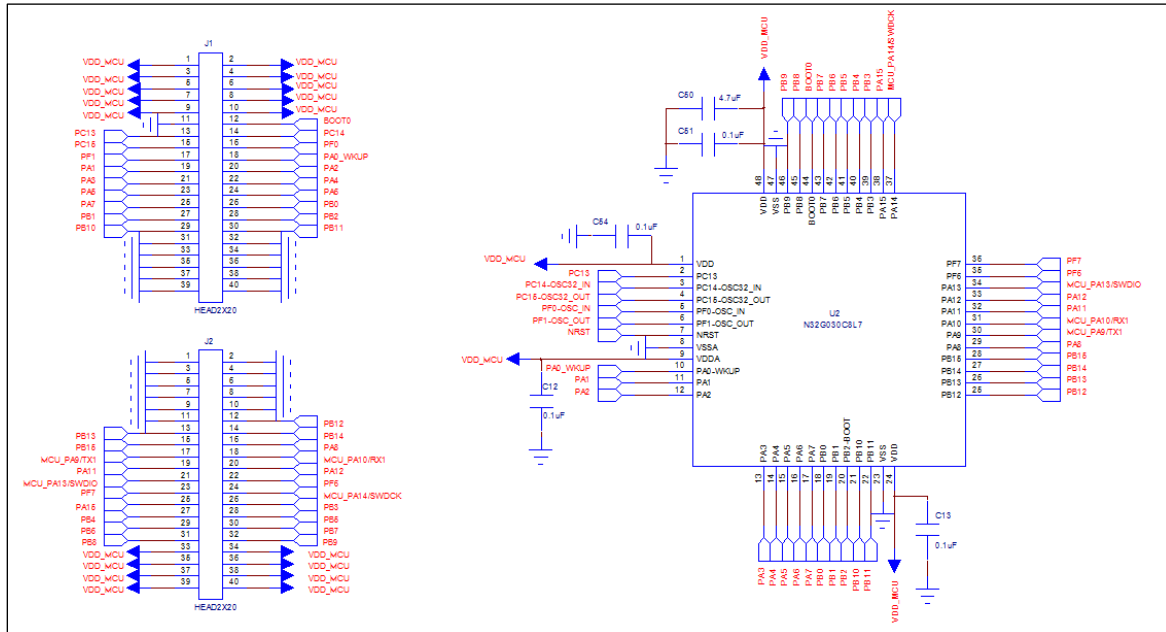 J1
VDD_MCU 1 2 VDD_MCU
VDD_MCU 3 4 VDD_MCU
VDD_MCU 5 6 VDD_MCU
VDD_MCU 7 8 VDD_MCU
VDD_MCU 9 10 VDD_MCU
11 12 BOOT0
PC13 13 14 PC14
PC15 15 16 PF0
PF1 17 18 PA0_WKUP
PA1 19 20 PA2
PA3 21 22 PA4
PA5 23 24 PA6
PA7 25 26 PB0
PB1 27 28 PB2
PB10 29 30 PB11
31 32
33 34
35 36
37 38
39 40
HEAD2X20
J2
1 2
3 4
5 6
7 8
9 10
11 12 PB12
PB13 13 14 PB14
PB15 15 16 PA8
MCU_PA9/TX1 17 18 MCU_PA10/RX1
PA11 19 20 PA12
MCU_PA13/SWDIO 21 22 PF6
PF7 23 24 MCU_PA14/SWDCK
PA15 25 26 PB3
PB4 27 28 PB5
PB6 29 30 PB7
PB8 31 32 PB9
VDD_MCU 33 34 VDD_MCU
VDD_MCU 35 36 VDD_MCU
VDD_MCU 37 38 VDD_MCU
VDD_MCU 39 40 VDD_MCU
HEAD2X20
VDD_MCU
PB9
PB8
BOOT0
PB7
PB6
PB5
PB4
PB3
PA15
MCU_PA14/SWDCK
C50 4.7uF
C51 0.1uF
48 47 46 45 44 43 42 41 40 39 38 37
VDD VSS PB9 PB8 BOOT0 PB7 PB6 PB5 PB4 PB3 PA15 PA14
C54 0.1uF
VDD_MCU 1 VDD
PC13 2 PC13
PC14-OSC32_IN 3 PC14-OSC32_IN
PC15-OSC32_OUT 4 PC15-OSC32_OUT
PF0-OSC_IN 5 PF0-OSC_IN
PF1-OSC_OUT 6 PF1-OSC_OUT
NRST 7 NRST
8 VSSA
VDD_MCU 9 VDDA
PA0_WKUP 10 PA0-WKUP
PA1 11 PA1
PA2 12 PA2
C12
0.1uF
U2
N32G030C8L7
PF7 36 PF7
PF6 35 PF6
PA13 34 MCU_PA13/SWDIO
PA12 33 PA12
PA11 32 PA11
PA10 31 MCU_PA10/RX1
PA9 30 MCU_PA9/TX1
PA8 29 PA8
PB15 28 PB15
PB14 27 PB14
PB13 26 PB13
PB12 25 PB12
PA3 PA4 PA5 PA6 PA7 PB0 PB1 PB2-BOOT PB10 PB11 VSS VDD
13 14 15 16 17 18 19 20 21 22 23 24
PA3
PA4
PA5
PA6
PA7
PB0
PB1
PB2
PB10
PB11
C13
0.1uF
VDD_MCU